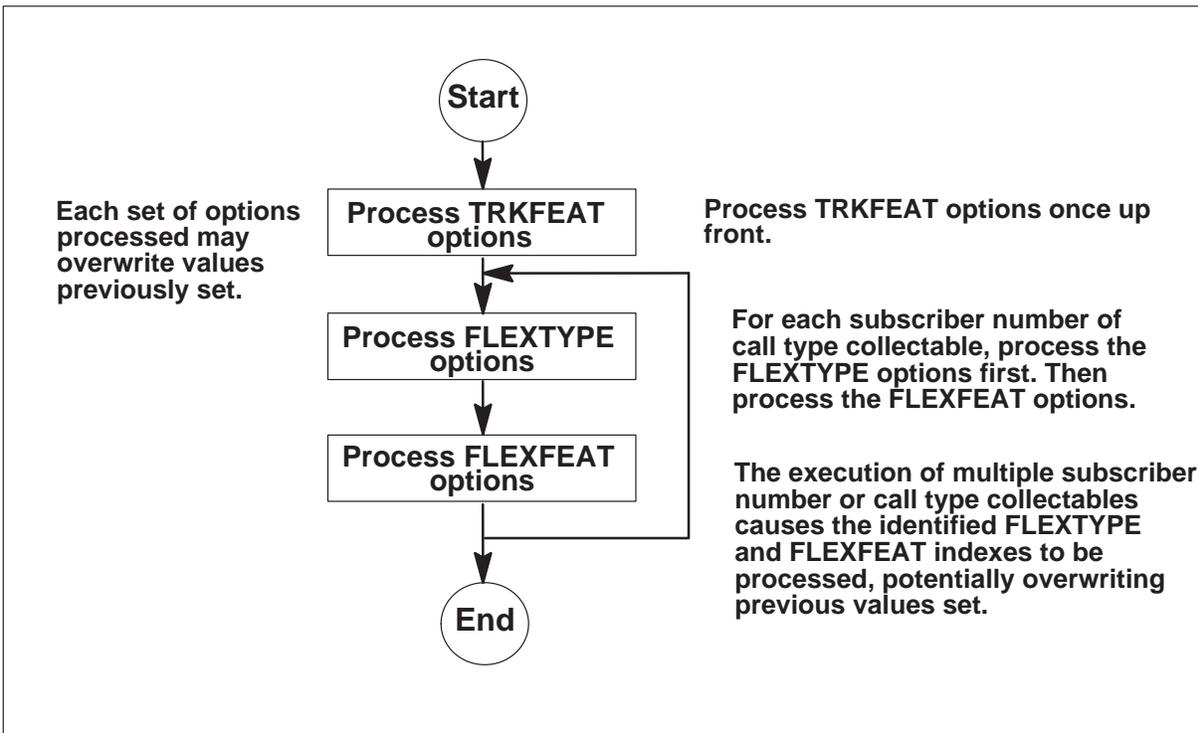 Start
Each set of options
processed may
overwrite values
previously set.
Process TRKFEAT
options
Process TRKFEAT options once up
front.
Process FLEXTYPE
options
For each subscriber number of
call type collectable, process the
FLEXTYPE options first. Then
process the FLEXFEAT options.
Process FLEXFEAT
options
The execution of multiple subscriber
number or call type collectables
causes the identified FLEXTYPE
and FLEXFEAT indexes to be
processed, potentially overwriting
previous values set.
End